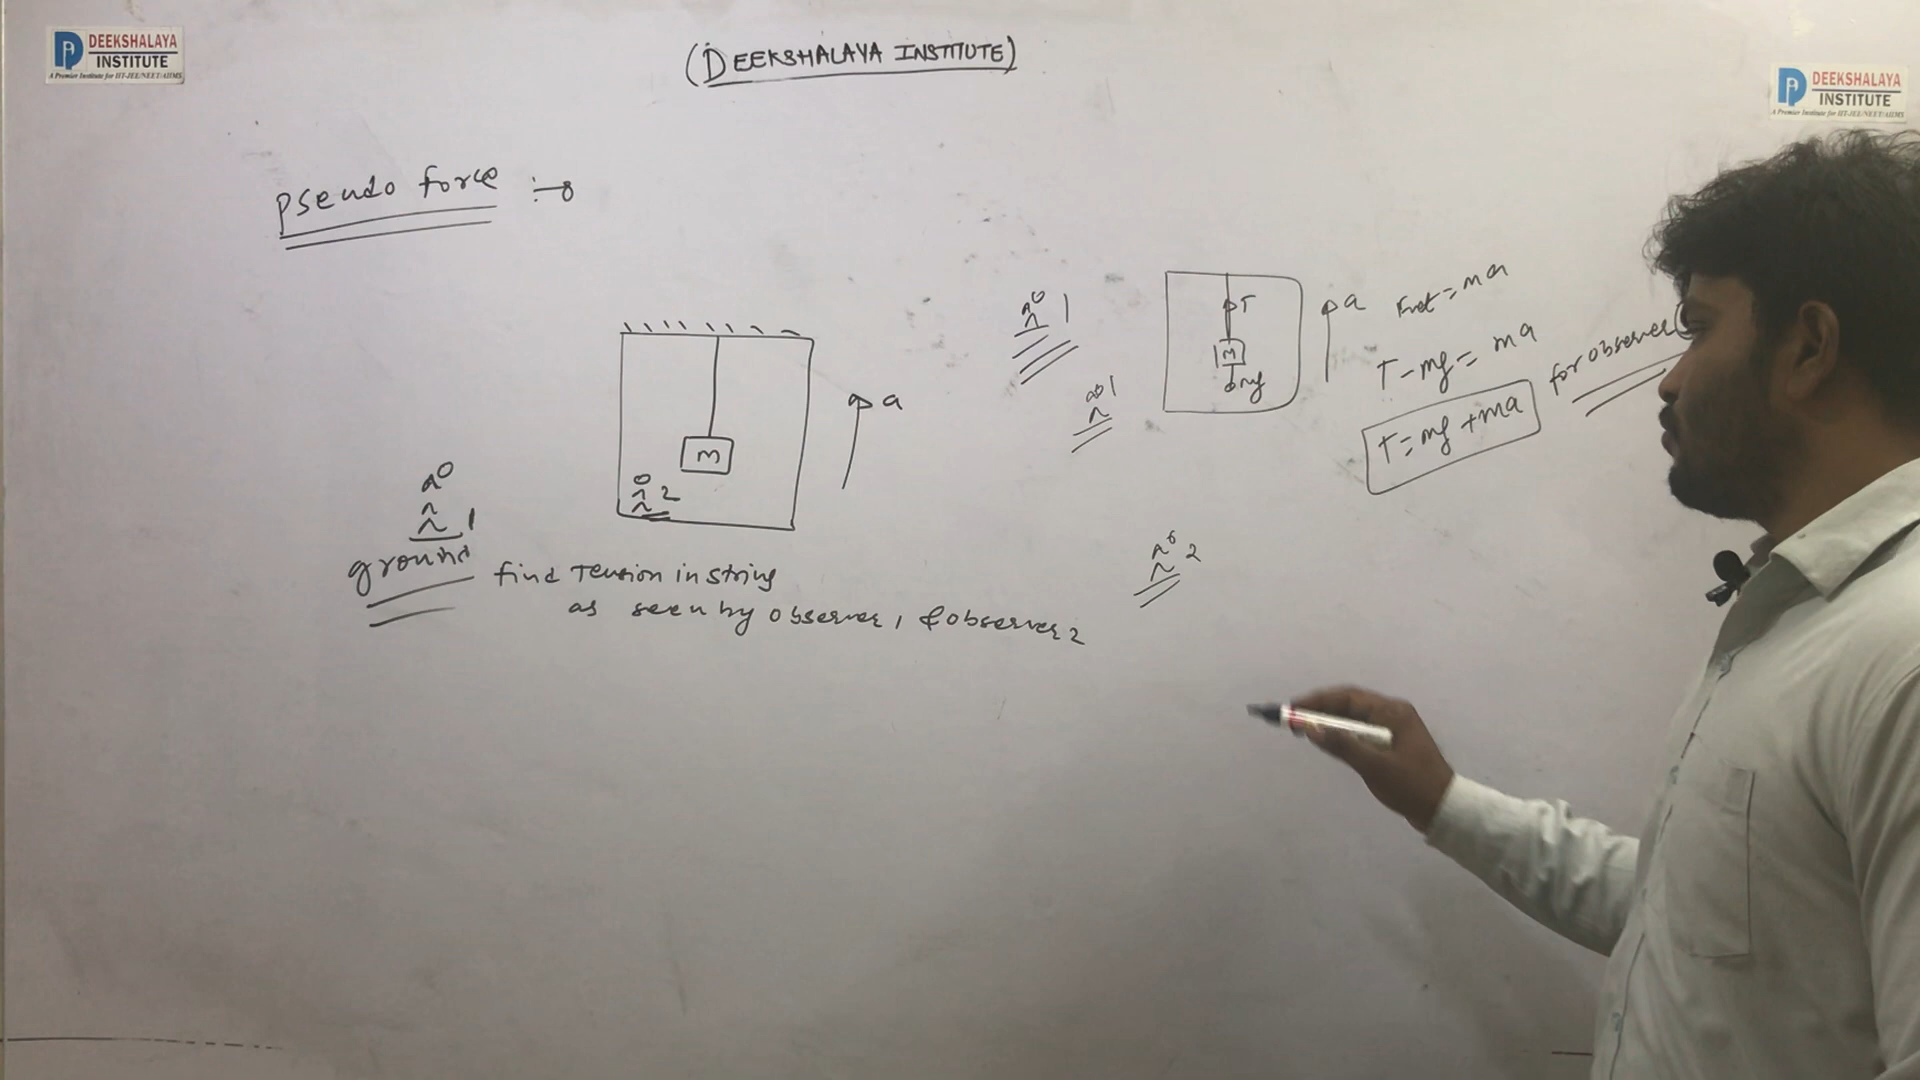 DEEKSHALAYA
INSTITUTE
A Premier Institute for IIT-JEE/NEET/AIIMS
(DEEKSHALAYA INSTITUTE)
DEEKSHALAYA
INSTITUTE
A Premier Institute for IIT-JEE/NEET/AIIMS
Pseudo force :-
a
M
2
1
ground
find Tension in string
as seen by observer 1 & observer 2
1
T
M
mg
a
Fnet = ma
T - mg = ma
T = mg + ma
for observer
1
2